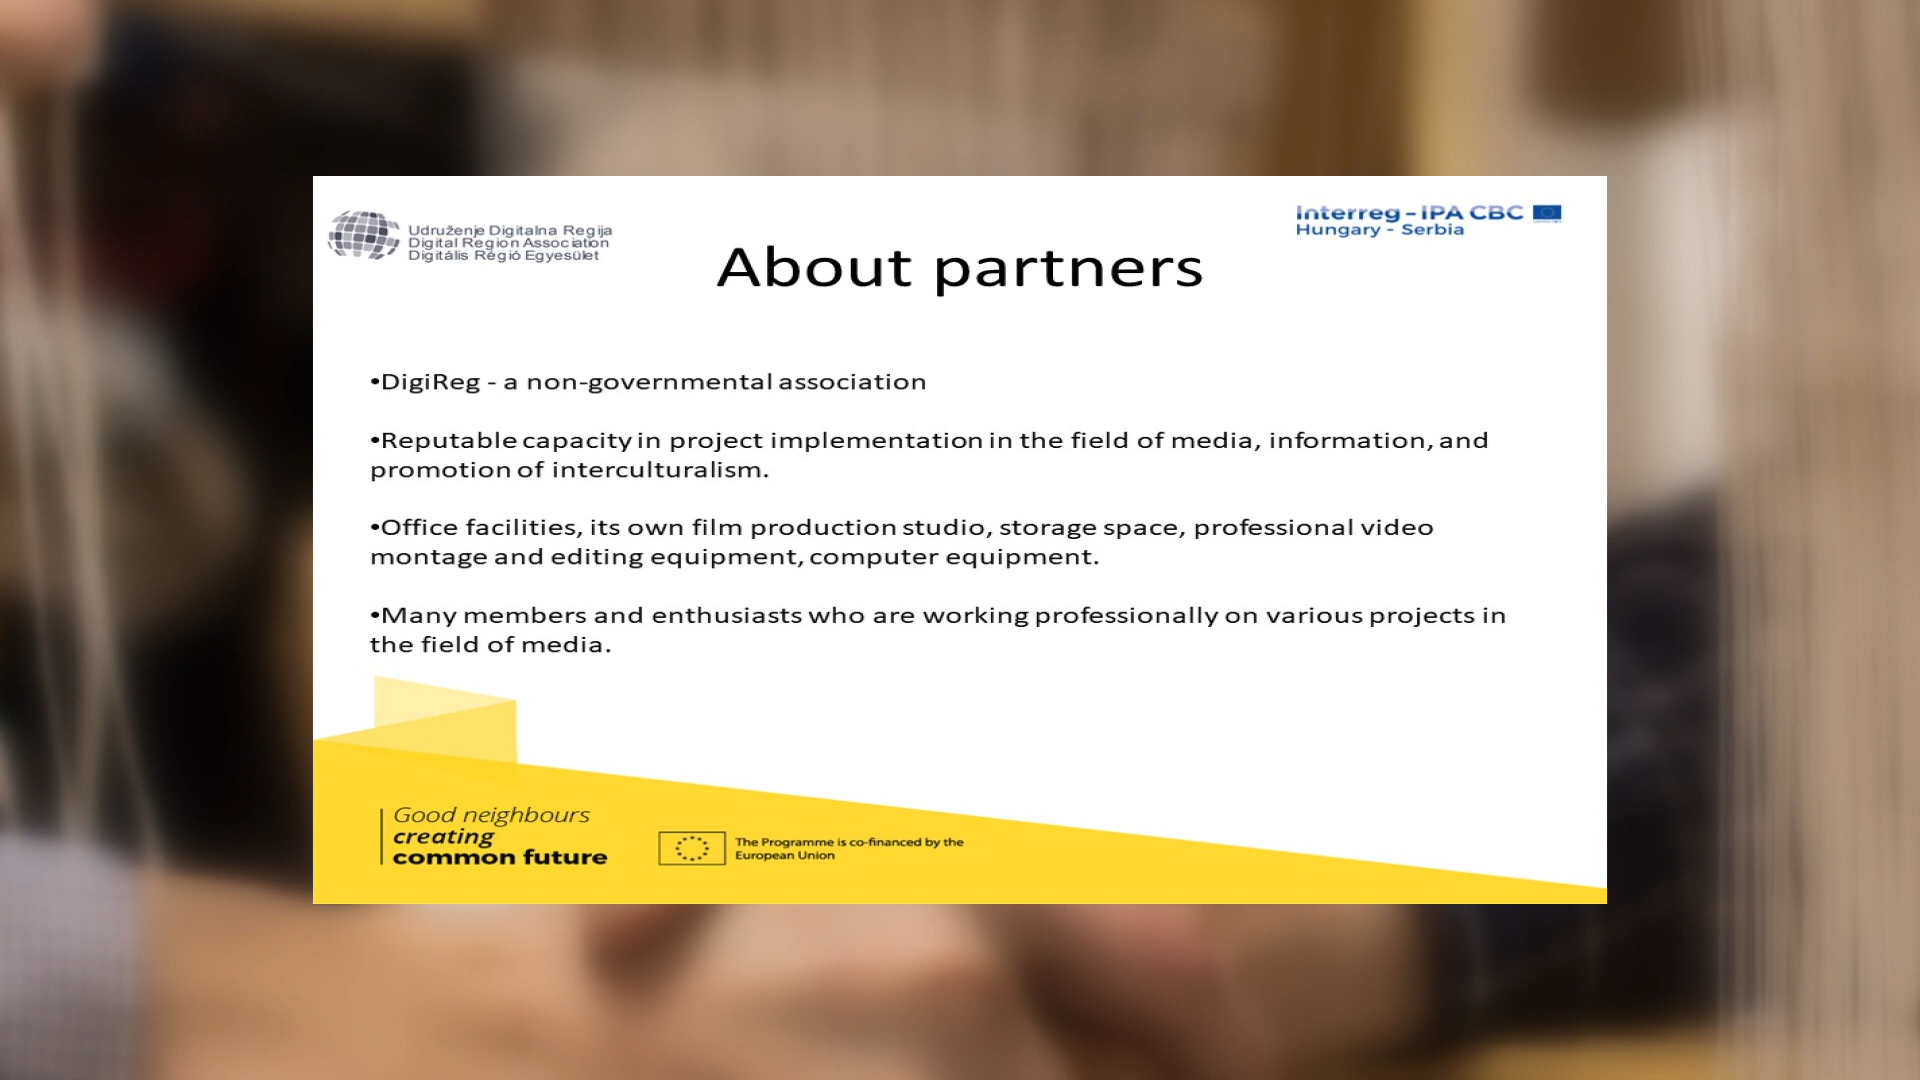 Udruženje Digitalna Regija
Digital Region Association
Digitális Régió Egyesület
Interreg - IPA CBC
Hungary - Serbia
About partners
•DigiReg - a non-governmental association
•Reputable capacity in project implementation in the field of media, information, and
promotion of interculturalism.
•Office facilities, its own film production studio, storage space, professional video
montage and editing equipment, computer equipment.
•Many members and enthusiasts who are working professionally on various projects in
the field of media.
Good neighbours
creating
common future
The Programme is co-financed by the
European Union